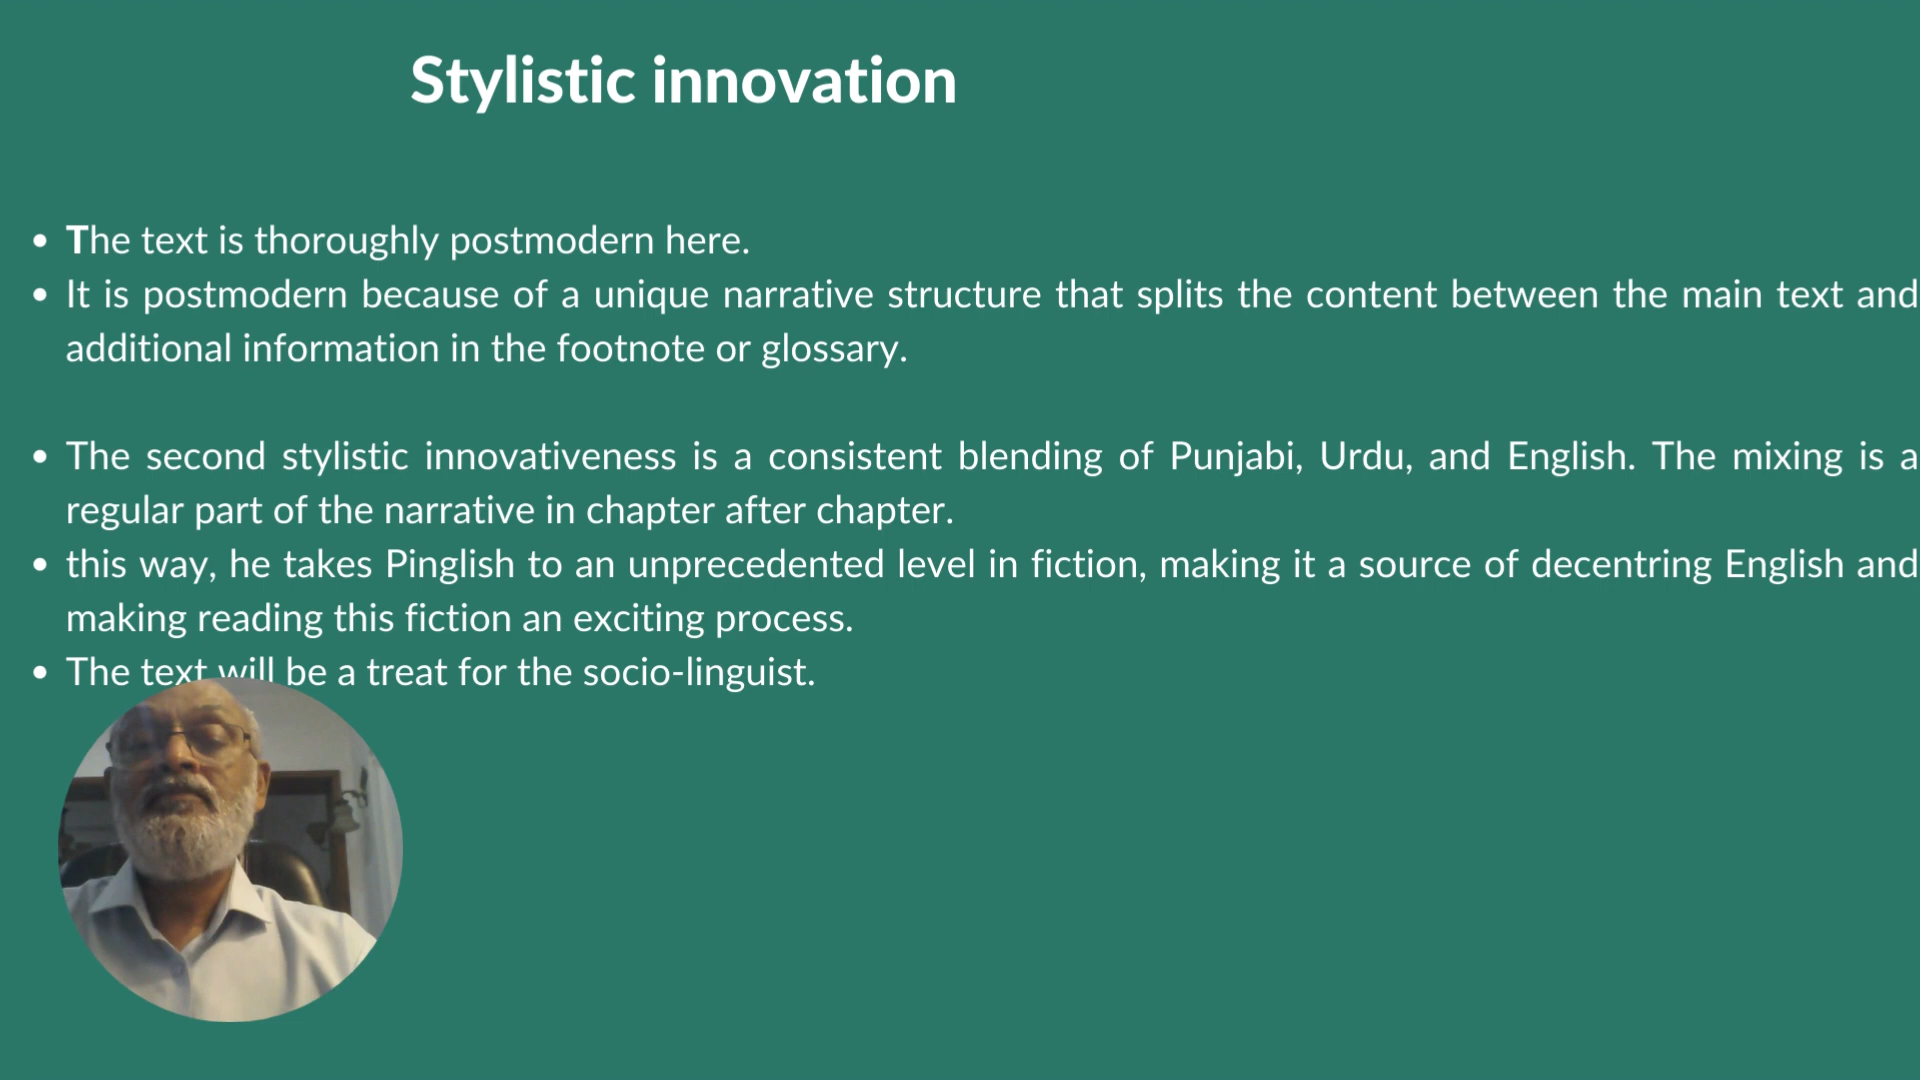 Stylistic innovation
• The text is thoroughly postmodern here.
• It is postmodern because of a unique narrative structure that splits the content between the main text and
additional information in the footnote or glossary.
• The second stylistic innovativeness is a consistent blending of Punjabi, Urdu, and English. The mixing is a
regular part of the narrative in chapter after chapter.
• this way, he takes Pinglish to an unprecedented level in fiction, making it a source of decentring English and
making reading this fiction an exciting process.
• The text will be a treat for the socio-linguist.